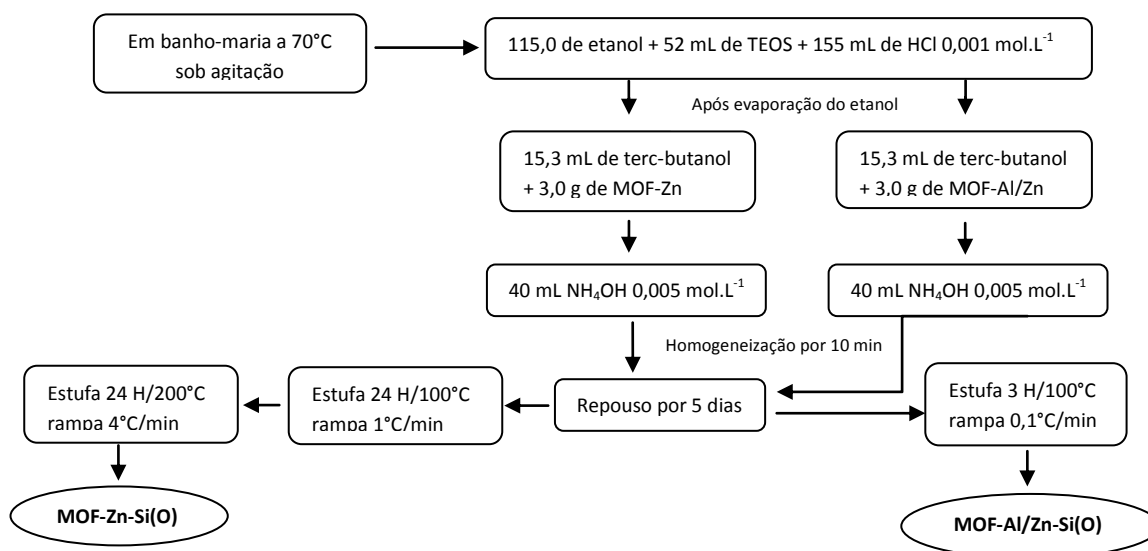 Em banho-maria a 70°C
sob agitação
115,0 de etanol + 52 mL de TEOS + 155 mL de HCl 0,001 mol.L⁻¹
Após evaporação do etanol
15,3 mL de terc-butanol
+ 3,0 g de MOF-Zn
15,3 mL de terc-butanol
+ 3,0 g de MOF-Al/Zn
40 mL NH₄OH 0,005 mol.L⁻¹
40 mL NH₄OH 0,005 mol.L⁻¹
Homogeneização por 10 min
Estufa 24 H/200°C
rampa 4°C/min
Estufa 24 H/100°C
rampa 1°C/min
Repouso por 5 dias
Estufa 3 H/100°C
rampa 0,1°C/min
MOF-Zn-Si(O)
MOF-Al/Zn-Si(O)